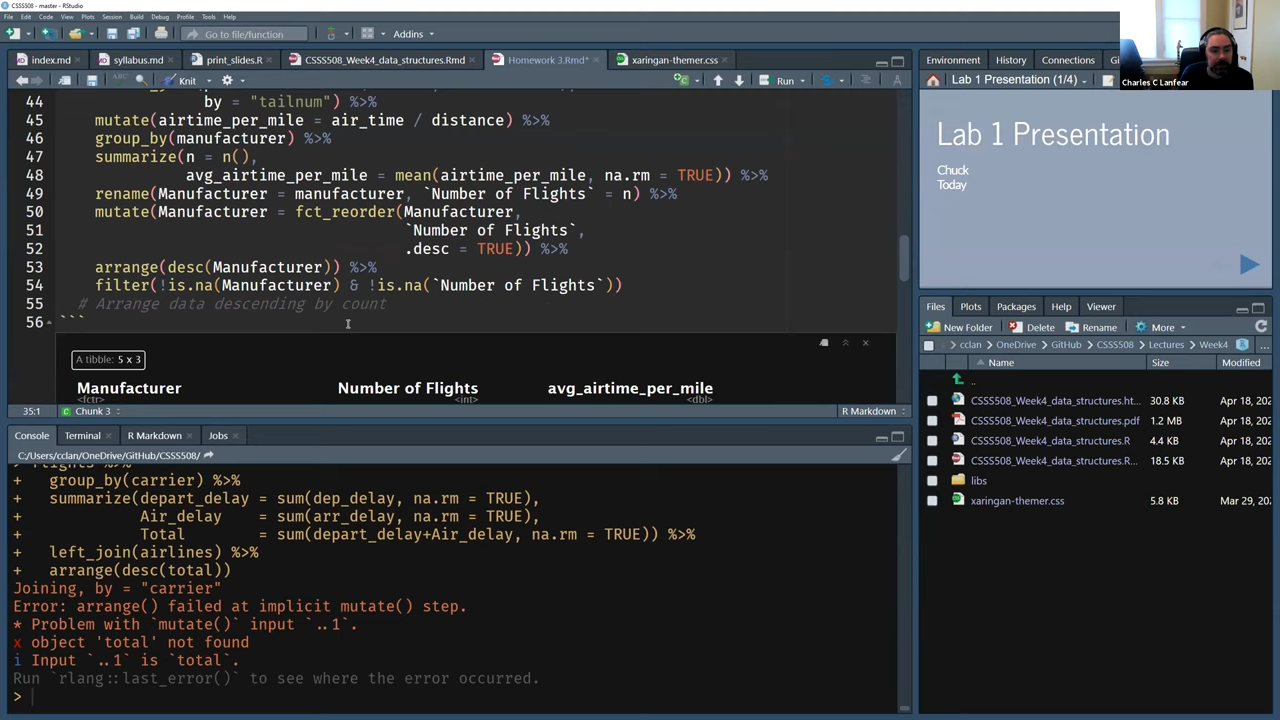 CSSS508 - master - RStudio
File Edit Code View Plots Session Build Debug Profile Tools Help
Go to file/function Addins
index.md syllabus.md print_slides.R CSSS508_Week4_data_structures.Rmd Homework 3.Rmd* xaringan-themer.css
Knit Run
44 by = "tailnum") %>%
45 mutate(airtime_per_mile = air_time / distance) %>%
46 group_by(manufacturer) %>%
47 summarize(n = n(),
48 avg_airtime_per_mile = mean(airtime_per_mile, na.rm = TRUE)) %>%
49 rename(Manufacturer = manufacturer, `Number of Flights` = n) %>%
50 mutate(Manufacturer = fct_reorder(Manufacturer,
51 `Number of Flights`,
52 .desc = TRUE)) %>%
53 arrange(desc(Manufacturer)) %>%
54 filter(!is.na(Manufacturer) & !is.na(`Number of Flights`))
55 # Arrange data descending by count
56 ```
A tibble: 5 x 3
Manufacturer Number of Flights avg_airtime_per_mile
<fctr> <int> <dbl>
35:1 Chunk 3 R Markdown
Console Terminal R Markdown Jobs
C:/Users/cclan/OneDrive/GitHub/CSSS508/
+ group_by(carrier) %>%
+ summarize(depart_delay = sum(dep_delay, na.rm = TRUE),
+ Air_delay = sum(arr_delay, na.rm = TRUE),
+ Total = sum(depart_delay+Air_delay, na.rm = TRUE)) %>%
+ left_join(airlines) %>%
+ arrange(desc(total))
Joining, by = "carrier"
Error: arrange() failed at implicit mutate() step.
* Problem with `mutate()` input `..1`.
x object 'total' not found
i Input `..1` is `total`.
Run `rlang::last_error()` to see where the error occurred.
>
Environment History Connections
Lab 1 Presentation (1/4)
Charles C Lanfear
Lab 1 Presentation
Chuck
Today
Files Plots Packages Help Viewer
New Folder Delete Rename More
cclan OneDrive GitHub CSSS508 Lectures Week4 ...
Name Size Modified
..
CSSS508_Week4_data_structures.ht... 30.8 KB Apr 18, 202
CSSS508_Week4_data_structures.pdf 1.2 MB Apr 18, 202
CSSS508_Week4_data_structures.R 4.4 KB Apr 18, 202
CSSS508_Week4_data_structures.R... 18.5 KB Apr 18, 202
libs
xaringan-themer.css 5.8 KB Mar 29, 202